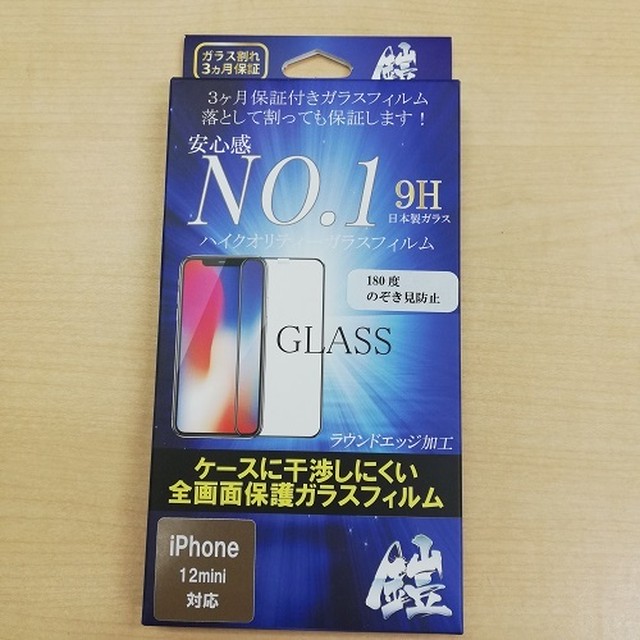 ガラス割れ
3ヵ月保証
鎧
3ヶ月保証付きガラスフィルム
落として割っても保証します！
安心感
NO.1
9H
日本製ガラス
ハイクオリティーガラスフィルム
180度
のぞき見防止
GLASS
ラウンドエッジ加工
ケースに干渉しにくい
全画面保護ガラスフィルム
iPhone
12mini
対応
鎧